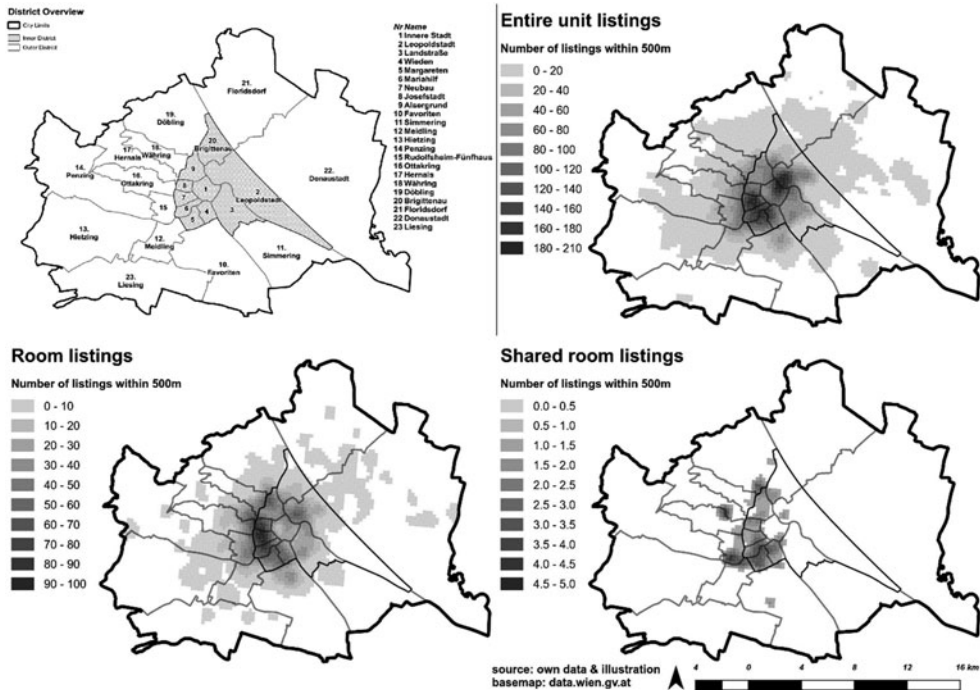 District Overview
City Limits
Inner District
Outer District
Nr Name
1 Innere Stadt
2 Leopoldstadt
3 Landstraße
4 Wieden
5 Margareten
6 Mariahilf
7 Neubau
8 Josefstadt
9 Alsergrund
10 Favoriten
11 Simmering
12 Meidling
13 Hietzing
14 Penzing
15 Rudolfsheim-Fünfhaus
16 Ottakring
17 Hernals
18 Währing
19 Döbling
20 Brigittenau
21 Floridsdorf
22 Donaustadt
23 Liesing
21.
Floridsdorf
19.
Döbling
20.
Brigittenau
18.
Währing
17.
Hernals
14.
Penzing
16.
Ottakring
22.
Donaustadt
9
8
1
7
6
5
4
3
2.
Leopoldstadt
15
13.
Hietzing
12.
Meidling
11.
Simmering
10.
Favoriten
23.
Liesing
Entire unit listings
Number of listings within 500m
0 - 20
20 - 40
40 - 60
60 - 80
80 - 100
100 - 120
120 - 140
140 - 160
160 - 180
180 - 210
Room listings
Number of listings within 500m
0 - 10
10 - 20
20 - 30
30 - 40
40 - 50
50 - 60
60 - 70
70 - 80
80 - 90
90 - 100
Shared room listings
Number of listings within 500m
0.0 - 0.5
0.5 - 1.0
1.0 - 1.5
1.5 - 2.0
2.0 - 2.5
2.5 - 3.0
3.0 - 3.5
3.5 - 4.0
4.0 - 4.5
4.5 - 5.0
source: own data & illustration
basemap: data.wien.gv.at
4 0 4 8 12 16 km